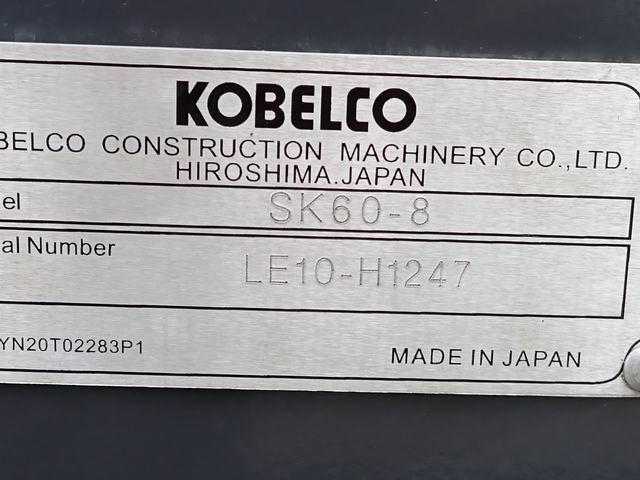 KOBELCO
BELCO CONSTRUCTION MACHINERY CO.,LTD.
HIROSHIMA.JAPAN
el SK60-8
al Number LE10-H1247
YN20T02283P1 MADE IN JAPAN